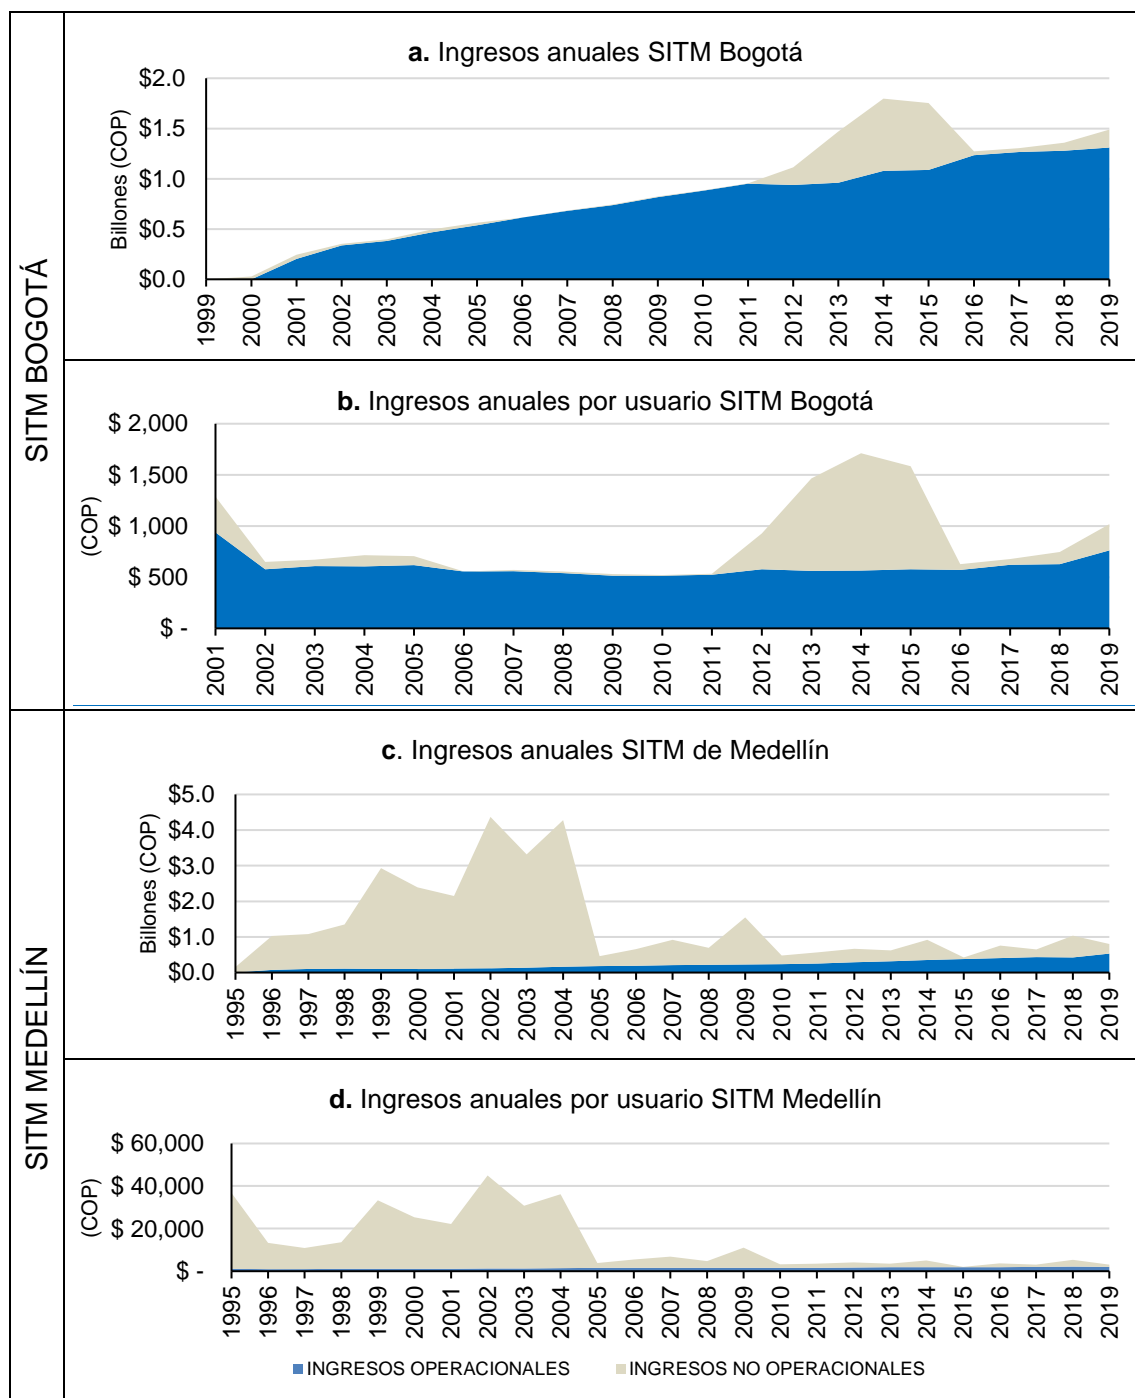 SITM BOGOTÁ
a. Ingresos anuales SITM Bogotá
Billones (COP)
$2.0
$1.5
$1.0
$0.5
$0.0
1999 2000 2001 2002 2003 2004 2005 2006 2007 2008 2009 2010 2011 2012 2013 2014 2015 2016 2017 2018 2019
b. Ingresos anuales por usuario SITM Bogotá
(COP)
$ 2,000
$ 1,500
$ 1,000
$ 500
$ -
2001 2002 2003 2004 2005 2006 2007 2008 2009 2010 2011 2012 2013 2014 2015 2016 2017 2018 2019
SITM MEDELLÍN
c. Ingresos anuales SITM de Medellín
Billones (COP)
$5.0
$4.0
$3.0
$2.0
$1.0
$0.0
1995 1996 1997 1998 1999 2000 2001 2002 2003 2004 2005 2006 2007 2008 2009 2010 2011 2012 2013 2014 2015 2016 2017 2018 2019
d. Ingresos anuales por usuario SITM Medellín
(COP)
$ 60,000
$ 40,000
$ 20,000
$ -
1995 1996 1997 1998 1999 2000 2001 2002 2003 2004 2005 2006 2007 2008 2009 2010 2011 2012 2013 2014 2015 2016 2017 2018 2019
INGRESOS OPERACIONALES INGRESOS NO OPERACIONALES